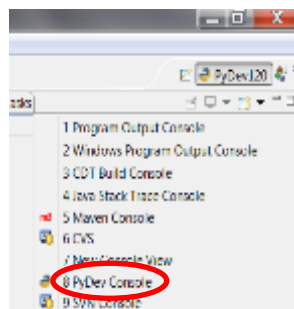 PyDev120
asks
1 Program Output Console
2 Windows Program Output Console
3 CDT Build Console
4 Java Stack Trace Console
m2 5 Maven Console
6 CVS
7 New Console View
8 PyDev Console
9 SVN Console